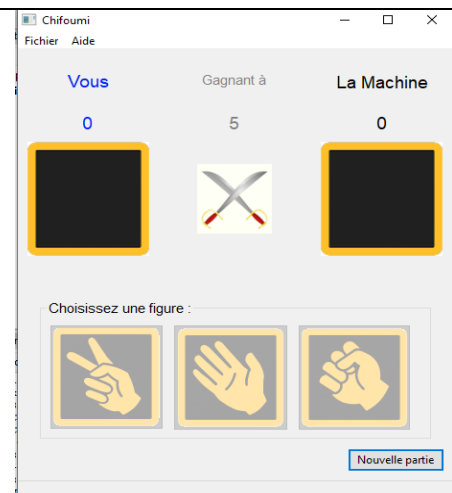 Chifoumi
Fichier Aide
Vous Gagnant à La Machine
0 5 0
Choisissez une figure :
Nouvelle partie